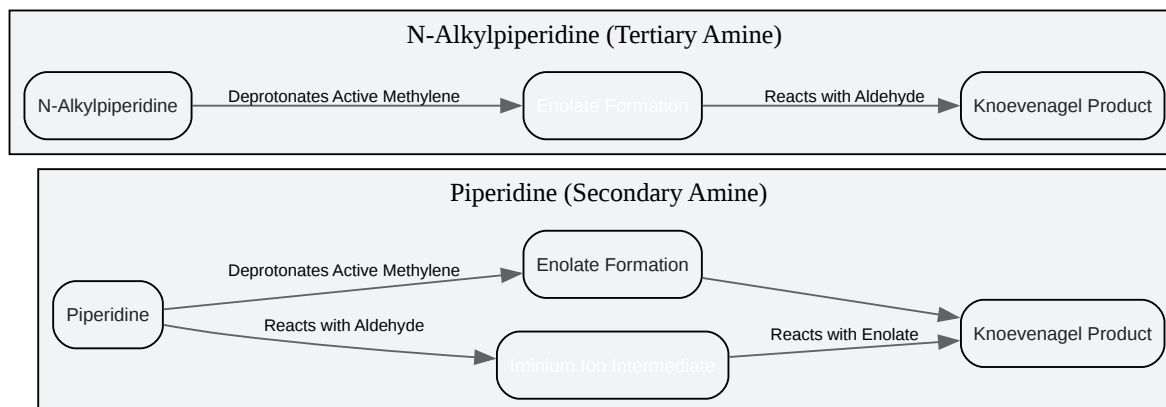 N-Alkylpiperidine (Tertiary Amine)
N-Alkylpiperidine
Deprotonates Active Methylene
Enolate Formation
Reacts with Aldehyde
Knoevenagel Product
Piperidine (Secondary Amine)
Piperidine
Deprotonates Active Methylene
Enolate Formation
Reacts with Aldehyde
Iminium Ion Intermediate
Reacts with Enolate
Knoevenagel Product